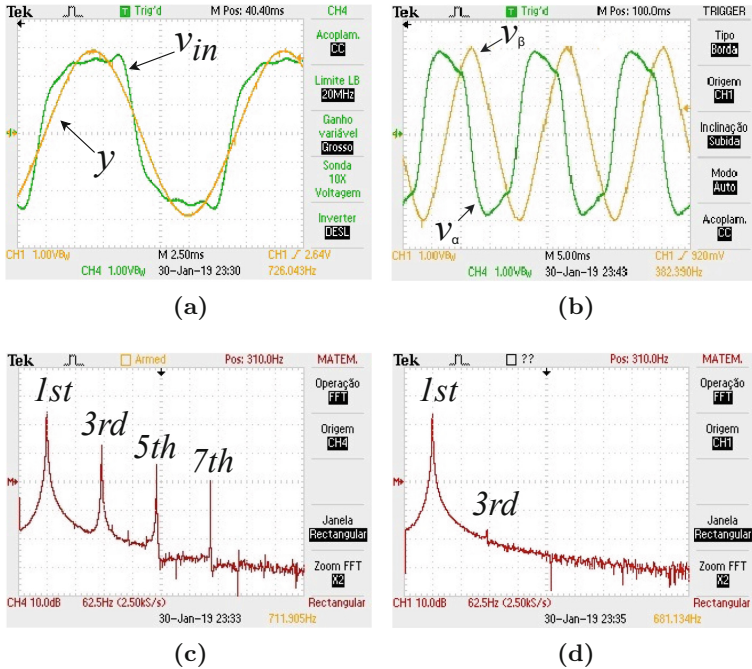 Tek Trig'd M Pos: 40.40ms CH4
v_in
y
Acoplam.
CC
Limite LB
20MHz
Ganho
variável
Grosso
Sonda
10X
Voltagem
Inverter
DESL
CH1 1.00VBw M 2.50ms CH1 / 2.64V
CH4 1.00VBw 30-Jan-19 23:30 726.043Hz
(a)
Tek Trig'd M Pos: 100.0ms TRIGGER
v_β
v_α
Tipo
Borda
Origem
CH1
Inclinação
Subida
Modo
Auto
Acoplam.
CC
CH1 1.00VBw M 5.00ms CH1 / 920mV
CH4 1.00VBw 30-Jan-19 23:43 382.390Hz
(b)
Tek Armed Pos: 310.0Hz MATEM.
1st
3rd
5th
7th
Operação
FFT
Origem
CH4
Janela
Rectangular
Zoom FFT
X2
CH4 10.0dB 62.5Hz (2.50kS/s) Rectangular
30-Jan-19 23:33 711.905Hz
(c)
Tek ?? Pos: 310.0Hz MATEM.
1st
3rd
Operação
FFT
Origem
CH1
Janela
Rectangular
Zoom FFT
X2
CH1 10.0dB 62.5Hz (2.50kS/s) Rectangular
30-Jan-19 23:35 681.134Hz
(d)